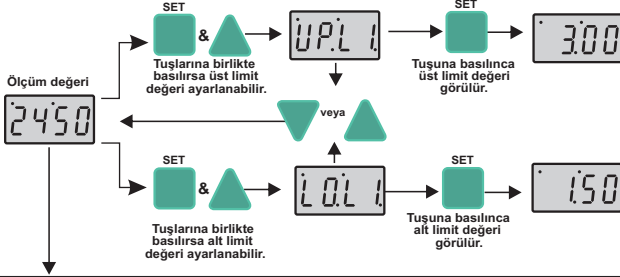 SET
&
UP.L 1.
SET
3.00
Tuşlarına birlikte
basılırsa üst limit
değeri ayarlanabilir.
Tuşuna basılınca
üst limit değeri
görülür.
Ölçüm değeri
2450
veya
SET
&
LO.L 1.
SET
1.50
Tuşlarına birlikte
basılırsa alt limit
değeri ayarlanabilir.
Tuşuna basılınca
alt limit değeri
görülür.